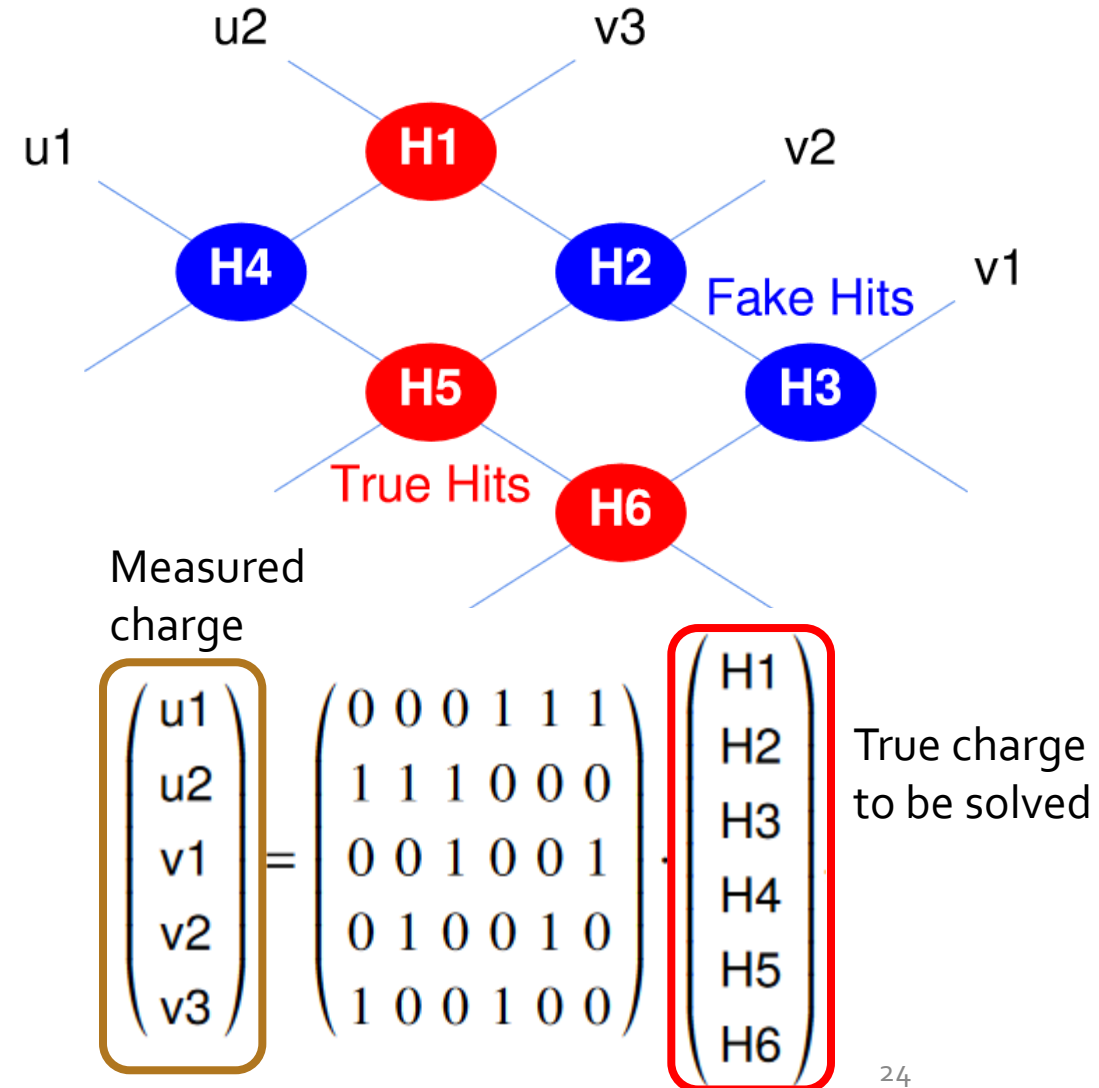 u2 v3
u1 H1 v2
H4 H2 v1
Fake Hits
H5 H3
True Hits
H6
Measured
charge
( u1 ) = ( 0 0 0 1 1 1 ) · ( H1 )
( u2 ) ( 1 1 1 0 0 0 ) ( H2 )
( v1 ) ( 0 0 1 0 0 1 ) ( H3 )
( v2 ) ( 0 1 0 0 1 0 ) ( H4 )
( v3 ) ( 1 0 0 1 0 0 ) ( H5 )
( H6 )
True charge
to be solved
24